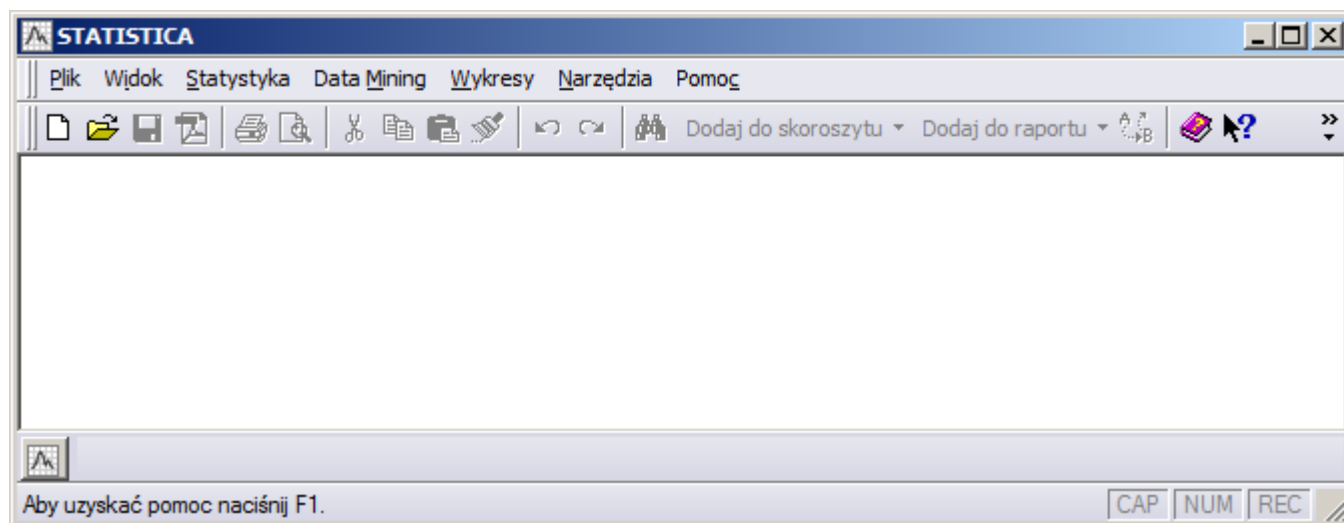 STATISTICA
Plik Widok Statystyka Data Mining Wykresy Narzędzia Pomoc
Dodaj do skoroszytu Dodaj do raportu
Aby uzyskać pomoc naciśnij F1.
CAP NUM REC